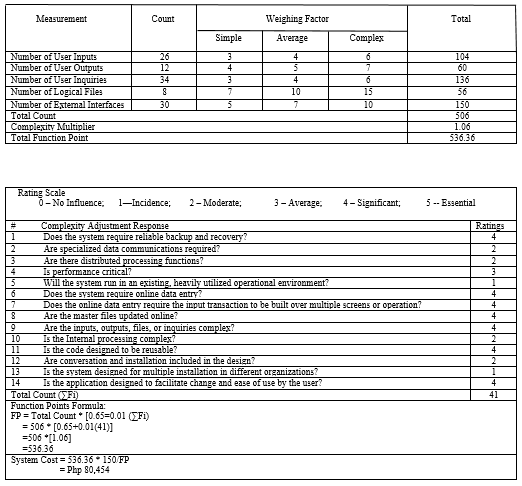 Measurement Count Weighing Factor Total
Simple Average Complex
Number of User Inputs 26 3 4 6 104
Number of User Outputs 12 4 5 7 60
Number of User Inquiries 34 3 4 6 136
Number of Logical Files 8 7 10 15 56
Number of External Interfaces 30 5 7 10 150
Total Count 506
Complexity Multiplier 1.06
Total Function Point 536.36
Rating Scale
0 – No Influence; 1—Incidence; 2 – Moderate; 3 – Average; 4 – Significant; 5 -- Essential
# Complexity Adjustment Response Ratings
1 Does the system require reliable backup and recovery? 4
2 Are specialized data communications required? 2
3 Are there distributed processing functions? 2
4 Is performance critical? 3
5 Will the system run in an existing, heavily utilized operational environment? 1
6 Does the system require online data entry? 4
7 Does the online data entry require the input transaction to be built over multiple screens or operation? 4
8 Are the master files updated online? 4
9 Are the inputs, outputs, files, or inquiries complex? 4
10 Is the Internal processing complex? 2
11 Is the code designed to be reusable? 4
12 Are conversation and installation included in the design? 2
13 Is the system designed for multiple installation in different organizations? 1
14 Is the application designed to facilitate change and ease of use by the user? 4
Total Count (∑Fi) 41
Function Points Formula:
FP = Total Count * [0.65=0.01 (∑Fi)
= 506 * [0.65+0.01(41)]
=506 *[1.06]
=536.36
System Cost = 536.36 * 150/FP
= Php 80,454